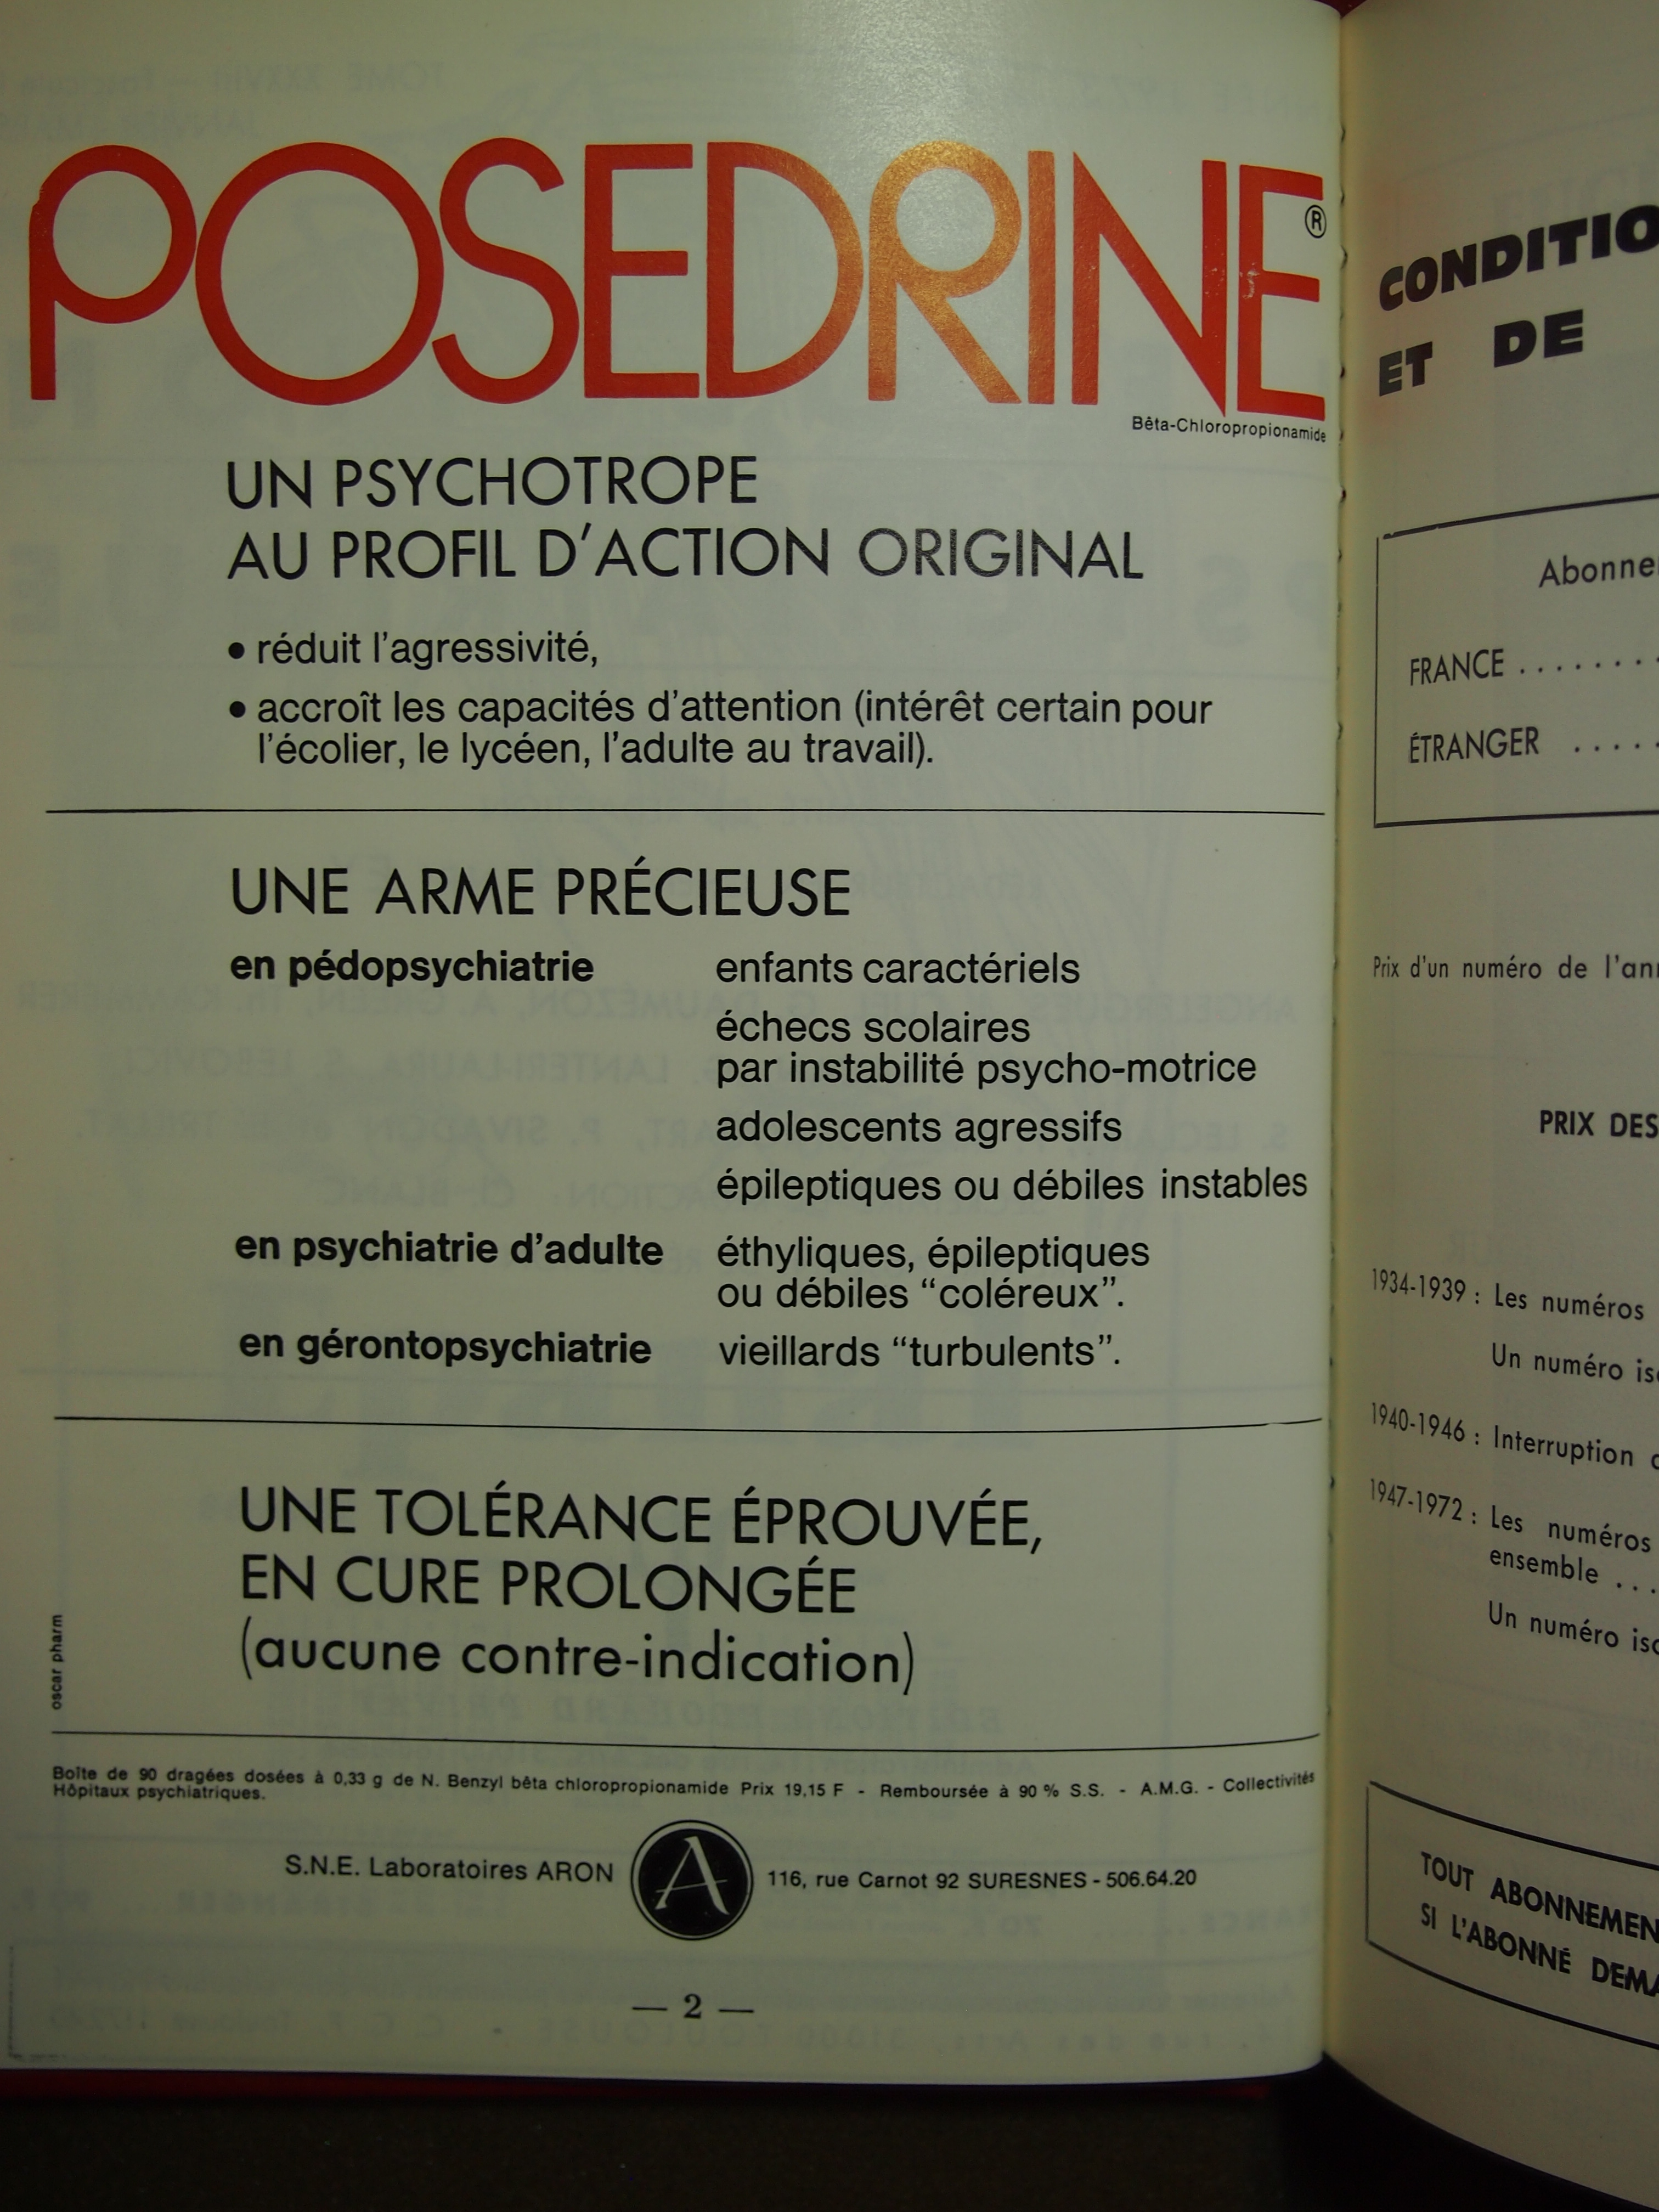 POSEDRINE®
Bêta-Chloropropionamide
UN PSYCHOTROPE
AU PROFIL D'ACTION ORIGINAL
• réduit l'agressivité,
• accroît les capacités d'attention (intérêt certain pour
l'écolier, le lycéen, l'adulte au travail).
UNE ARME PRÉCIEUSE
en pédopsychiatrie enfants caractériels
échecs scolaires
par instabilité psycho-motrice
adolescents agressifs
épileptiques ou débiles instables
en psychiatrie d'adulte éthyliques, épileptiques
ou débiles “coléreux”.
en gérontopsychiatrie vieillards “turbulents”.
UNE TOLÉRANCE ÉPROUVÉE,
EN CURE PROLONGÉE
(aucune contre-indication)
oscar pharm
Boîte de 90 dragées dosées à 0,33 g de N. Benzyl bêta chloropropionamide Prix 19,15 F - Remboursée à 90 % S.S. - A.M.G. - Collectivités
Hôpitaux psychiatriques.
S.N.E. Laboratoires ARON A 116, rue Carnot 92 SURESNES - 506.64.20
— 2 —
CONDITIO
ET DE
Abonne
FRANCE ........
ÉTRANGER .....
Prix d'un numéro de l'an
PRIX DES
1934-1939 : Les numéros
Un numéro is
1940-1946 : Interruption
1947-1972 : Les numéros
ensemble ...
Un numéro iso
TOUT ABONNEMEN
SI L'ABONNÉ DEMA